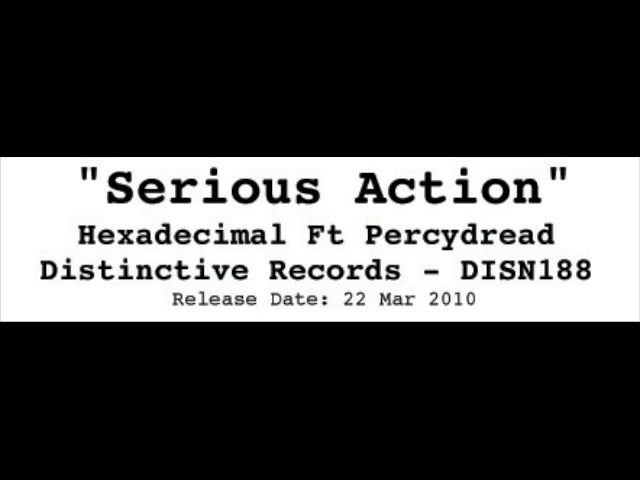 "Serious Action"
Hexadecimal Ft Percydread
Distinctive Records - DISN188
Release Date: 22 Mar 2010